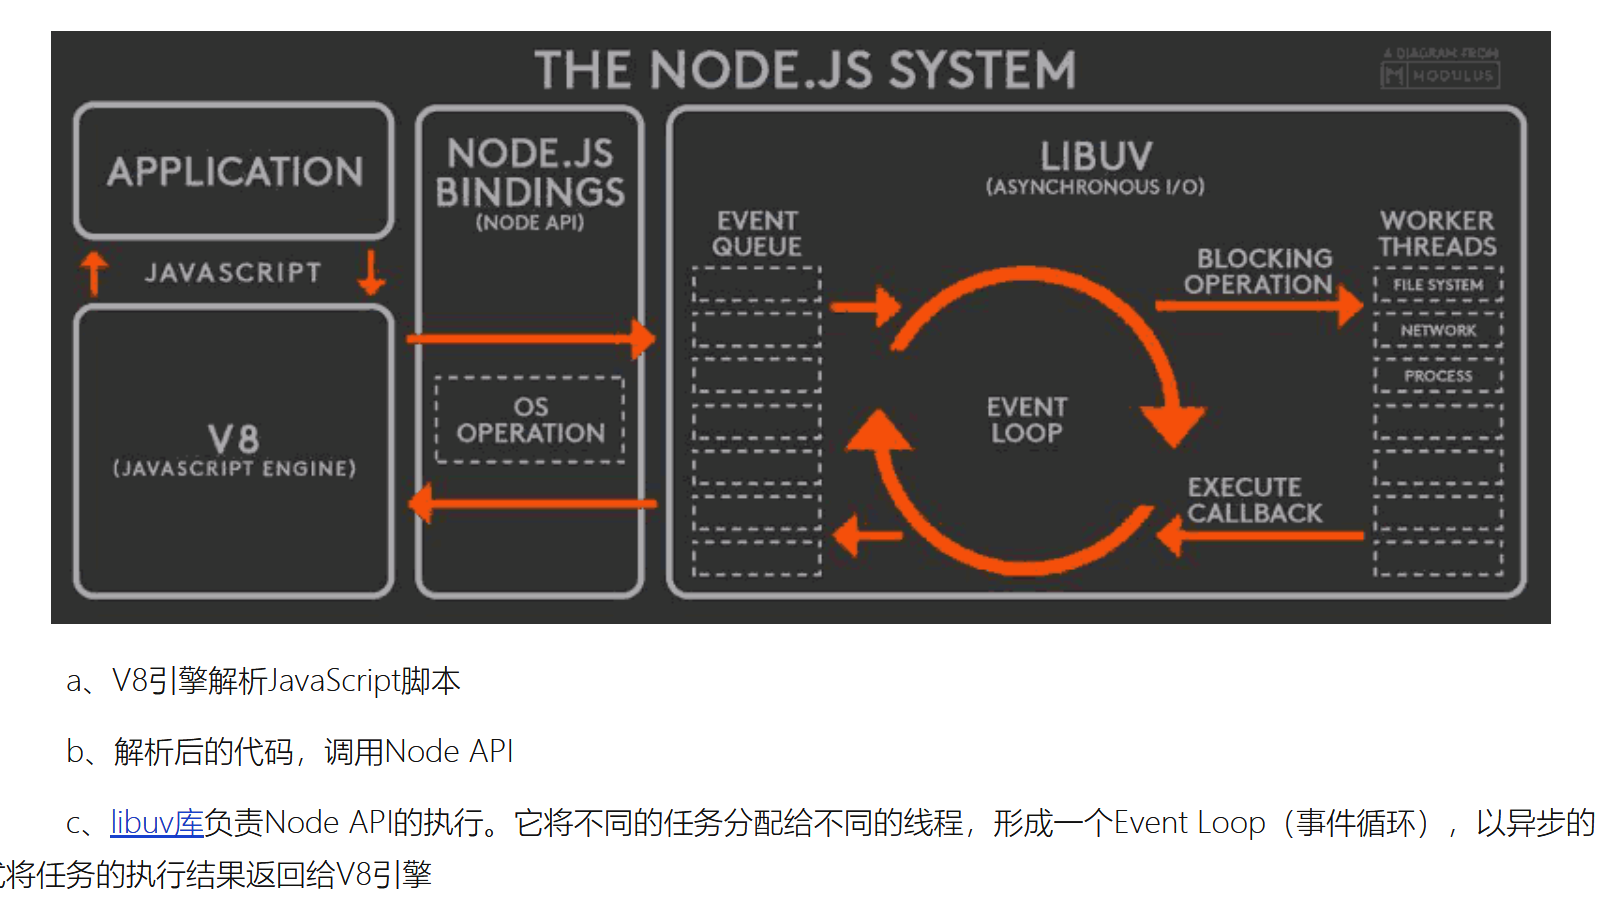 THE NODE.JS SYSTEM
A DIAGRAM FROM
MODULUS
APPLICATION
JAVASCRIPT
V8
(JAVASCRIPT ENGINE)
NODE.JS
BINDINGS
(NODE API)
OS
OPERATION
LIBUV
(ASYNCHRONOUS I/O)
EVENT
QUEUE
EVENT
LOOP
BLOCKING
OPERATION
EXECUTE
CALLBACK
WORKER
THREADS
FILE SYSTEM
NETWORK
PROCESS
a、V8引擎解析JavaScript脚本
b、解析后的代码，调用Node API
c、libuv库负责Node API的执行。它将不同的任务分配给不同的线程，形成一个Event Loop（事件循环），以异步的
将任务的执行结果返回给V8引擎